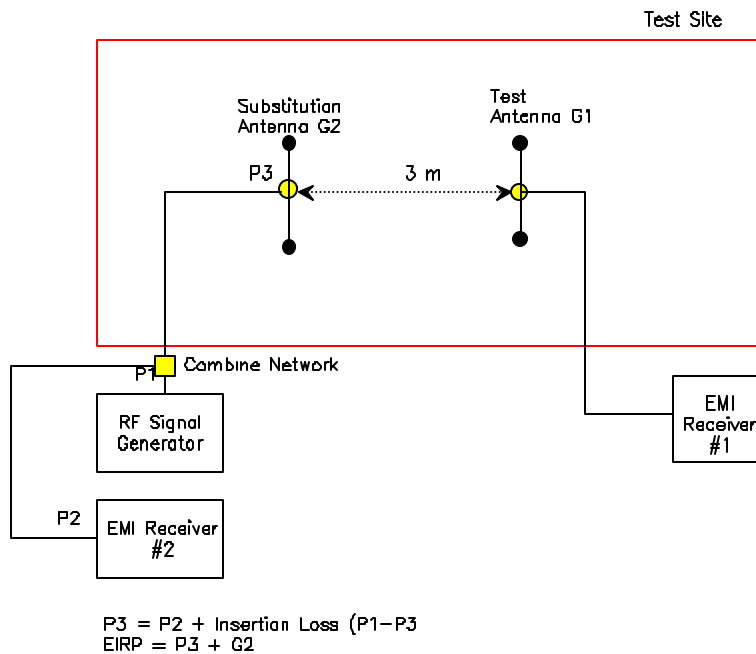 Test Site
Substitution
Antenna G2
Test
Antenna G1
P3
3 m
P1
Combine Network
RF Signal
Generator
EMI
Receiver
#1
P2
EMI Receiver
#2
P3 = P2 + Insertion Loss (P1-P3
EIRP = P3 + G2